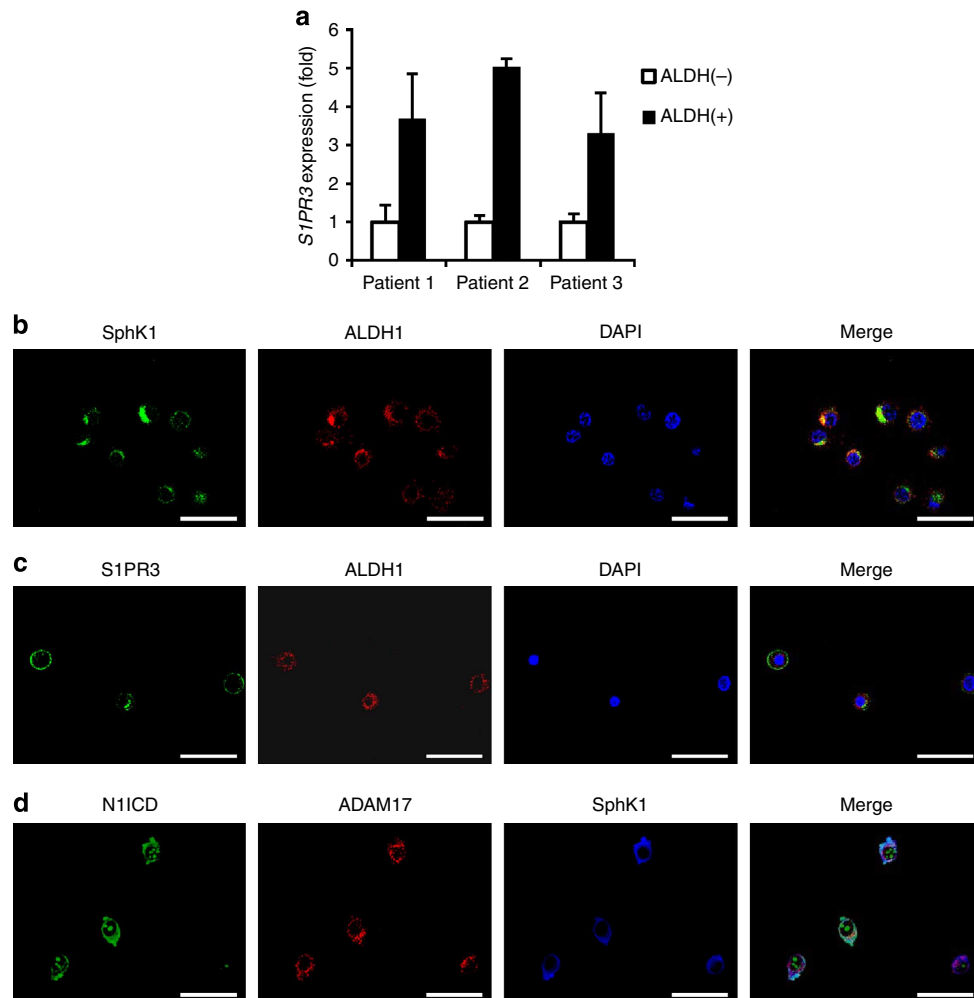 a
6
5
4
3
2
1
0
S1PR3 expression (fold)
ALDH(–)
ALDH(+)
Patient 1 Patient 2 Patient 3
b
SphK1 ALDH1 DAPI Merge
c
S1PR3 ALDH1 DAPI Merge
d
N1ICD ADAM17 SphK1 Merge